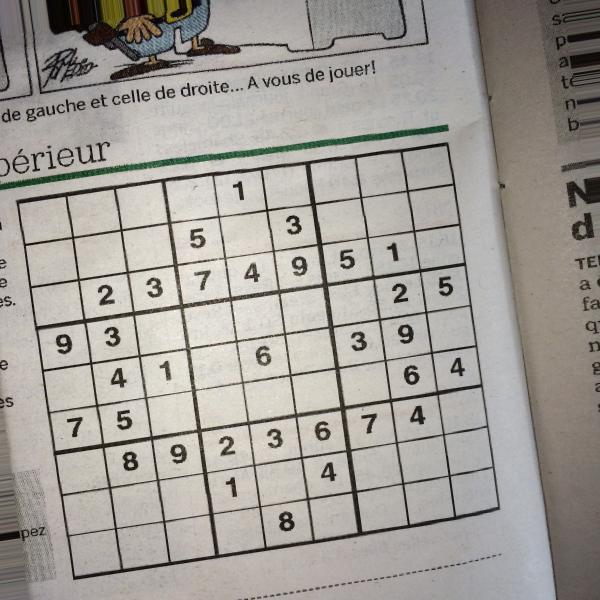 de gauche et celle de droite... A vous de jouer!
périeur
1
5 3
2 3 7 4 9 5 1
9 3 2 5
4 1 6 3 9
7 5 6 4
8 9 2 3 6 7 4
1 4
8
pez
e
e
es.
e
es
s
p
a
t
n
b
N
d
TE
a
fa
q
n
g
a